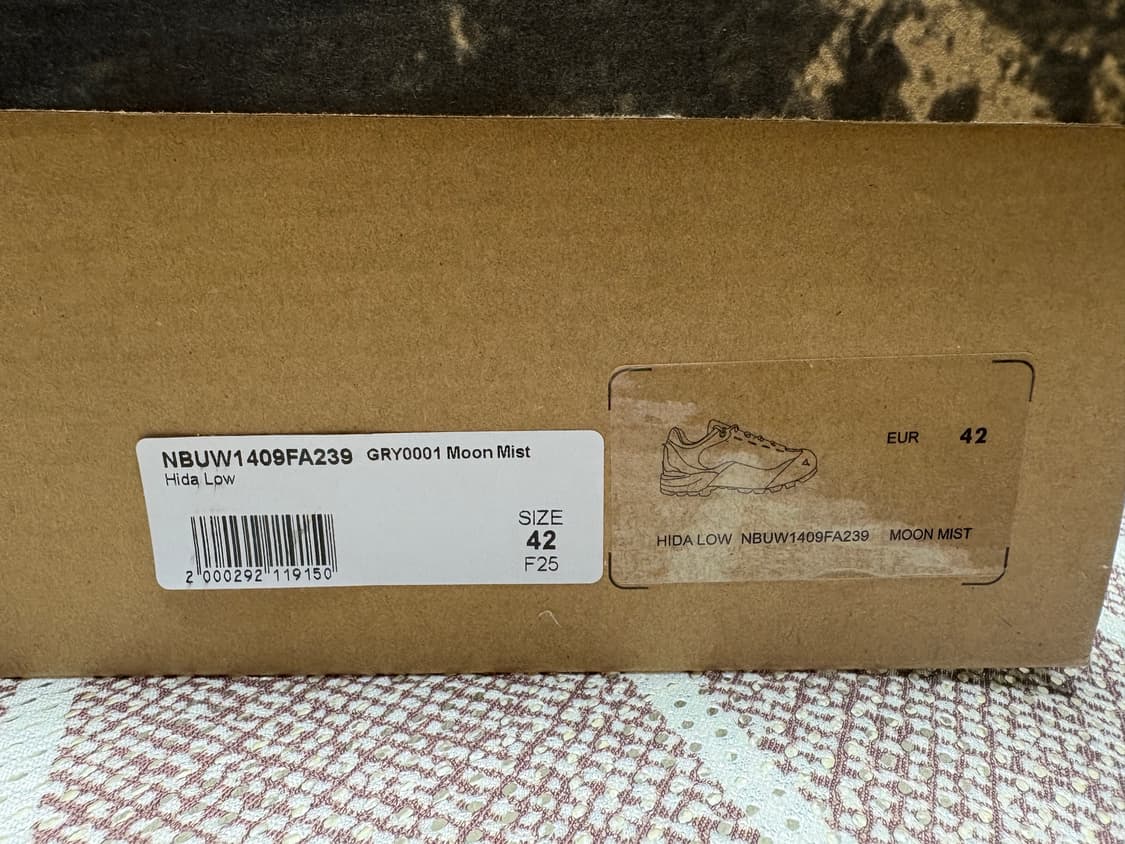 NBUW1409FA239 GRY0001 Moon Mist
Hida Low
SIZE
42
F25
2 000292 119150
EUR 42
HIDA LOW NBUW1409FA239 MOON MIST